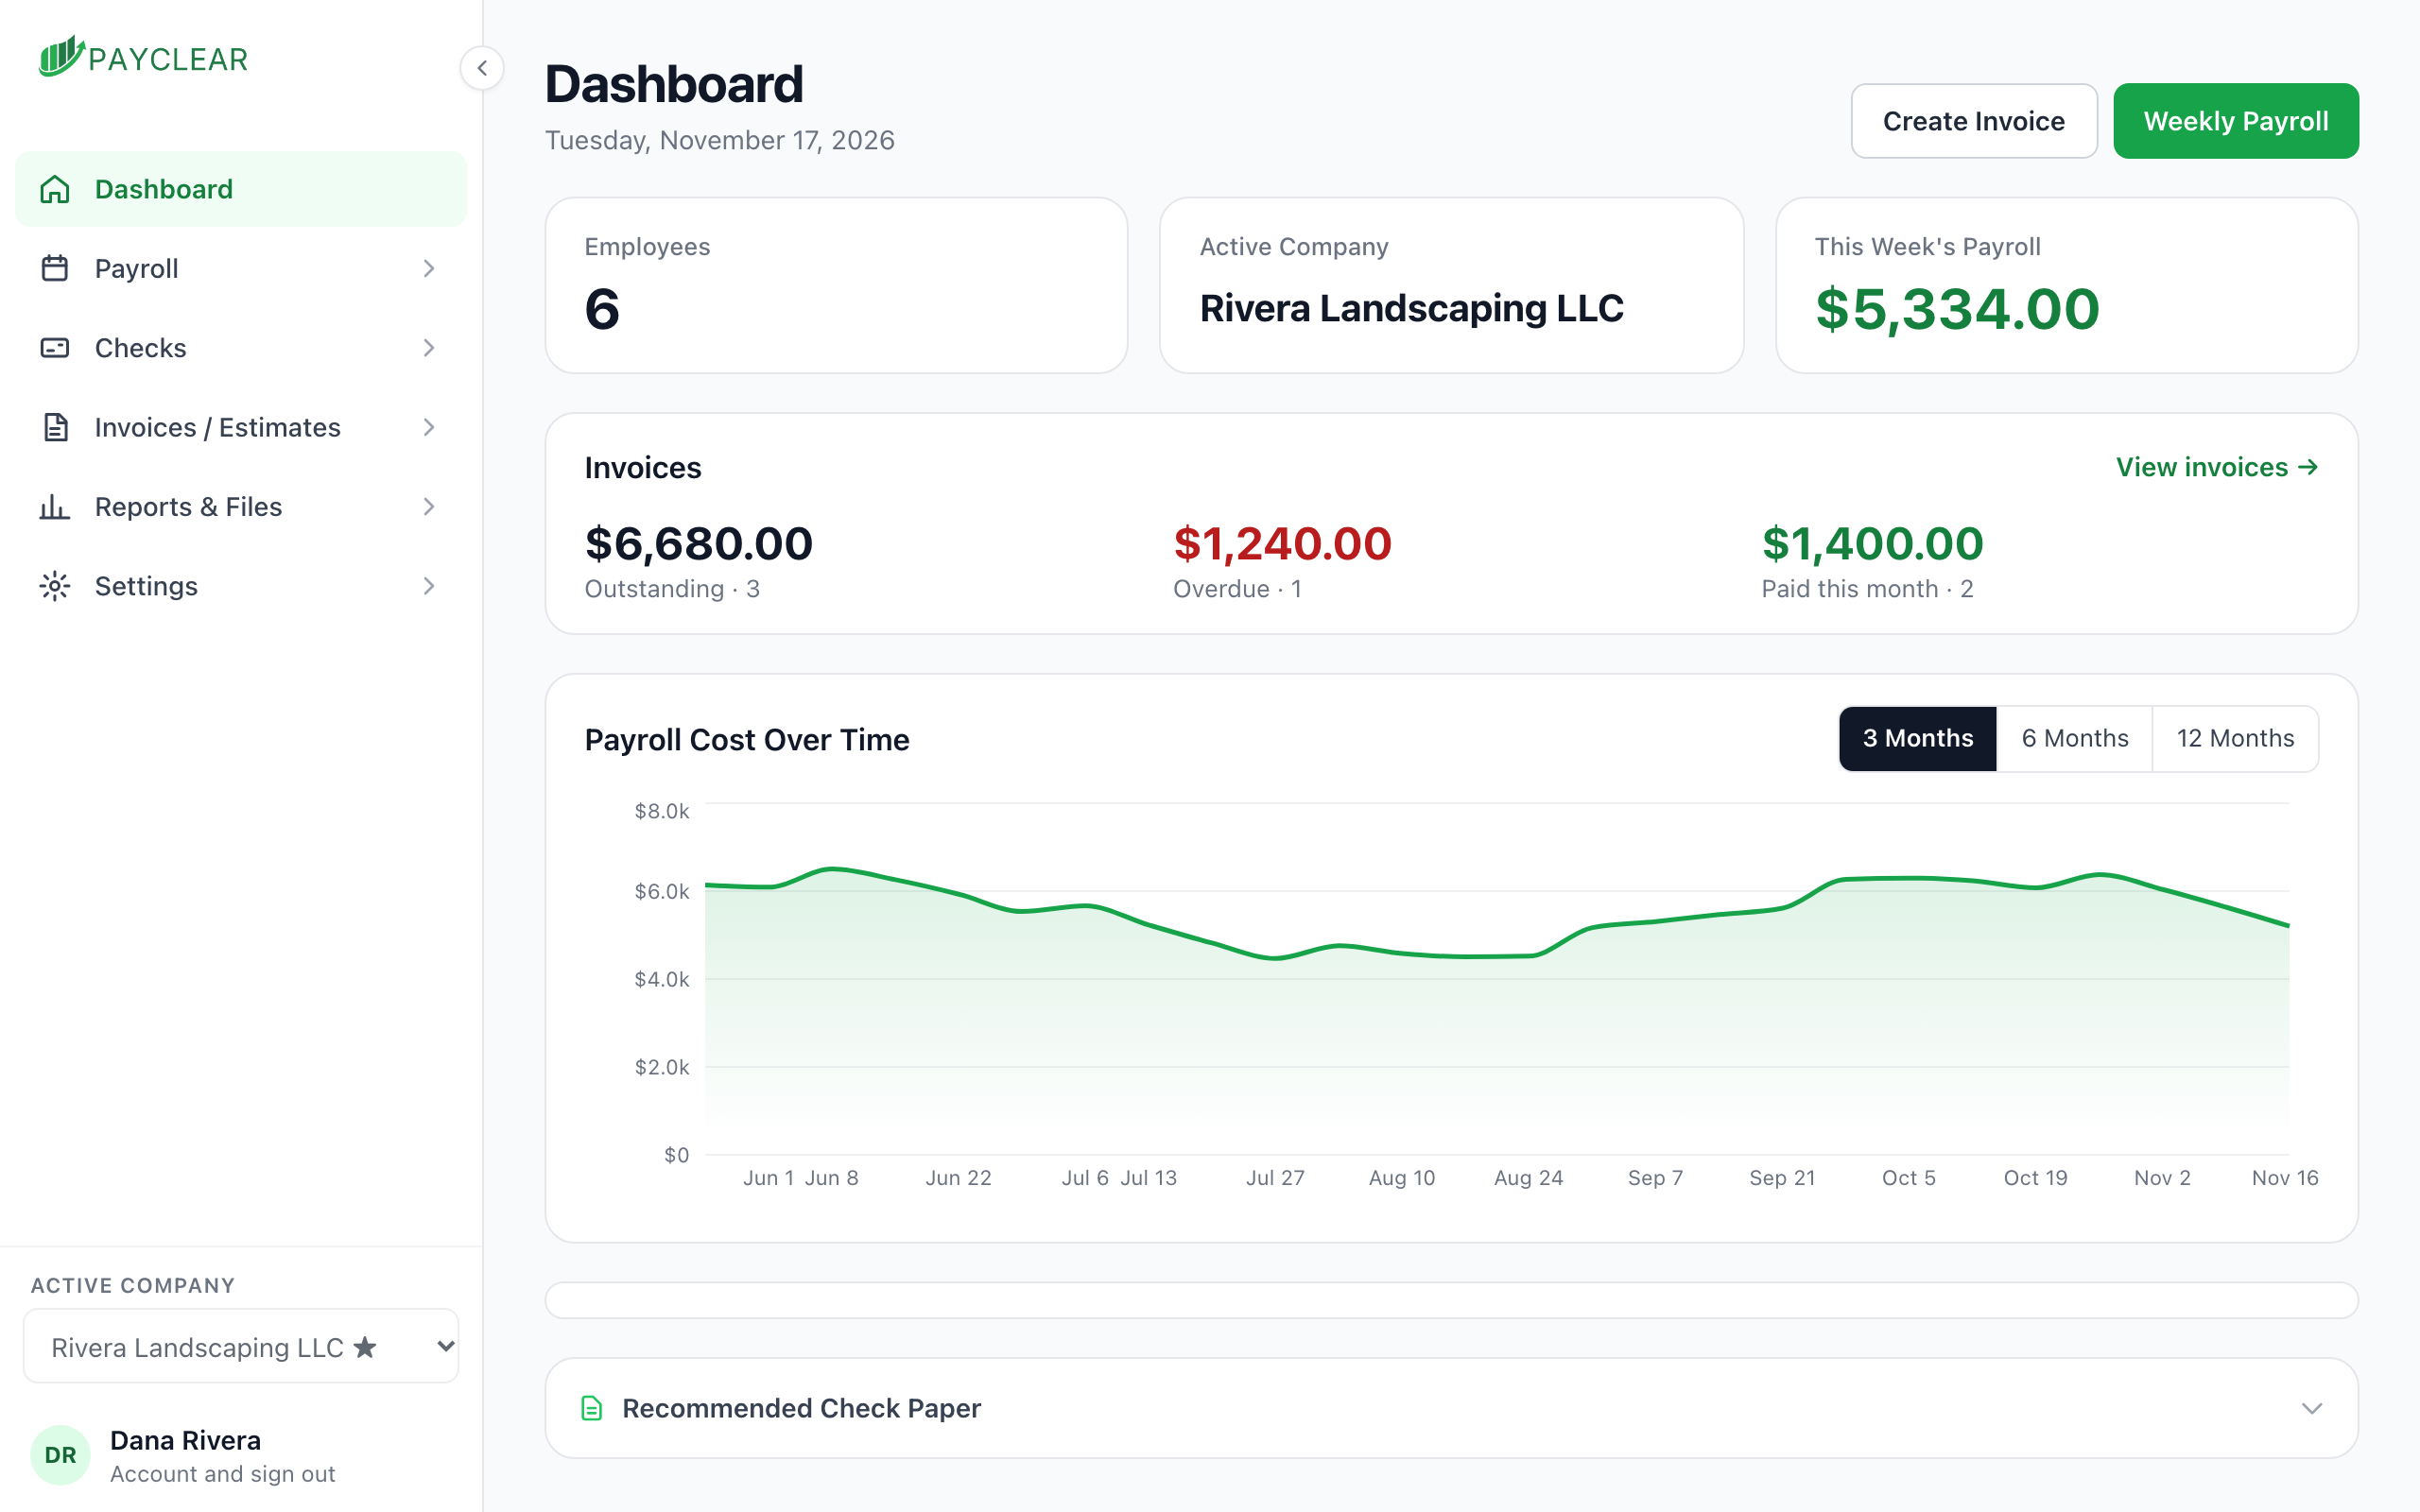 PAYCLEAR
Dashboard
Payroll
Checks
Invoices / Estimates
Reports & Files
Settings
ACTIVE COMPANY
Rivera Landscaping LLC ★
DR
Dana Rivera
Account and sign out
Dashboard
Tuesday, November 17, 2026
Create Invoice
Weekly Payroll
Employees
6
Active Company
Rivera Landscaping LLC
This Week's Payroll
$5,334.00
Invoices
View invoices →
$6,680.00
Outstanding · 3
$1,240.00
Overdue · 1
$1,400.00
Paid this month · 2
Payroll Cost Over Time
3 Months
6 Months
12 Months
$8.0k
$6.0k
$4.0k
$2.0k
$0
Jun 1 Jun 8 Jun 22 Jul 6 Jul 13 Jul 27 Aug 10 Aug 24 Sep 7 Sep 21 Oct 5 Oct 19 Nov 2 Nov 16
Recommended Check Paper